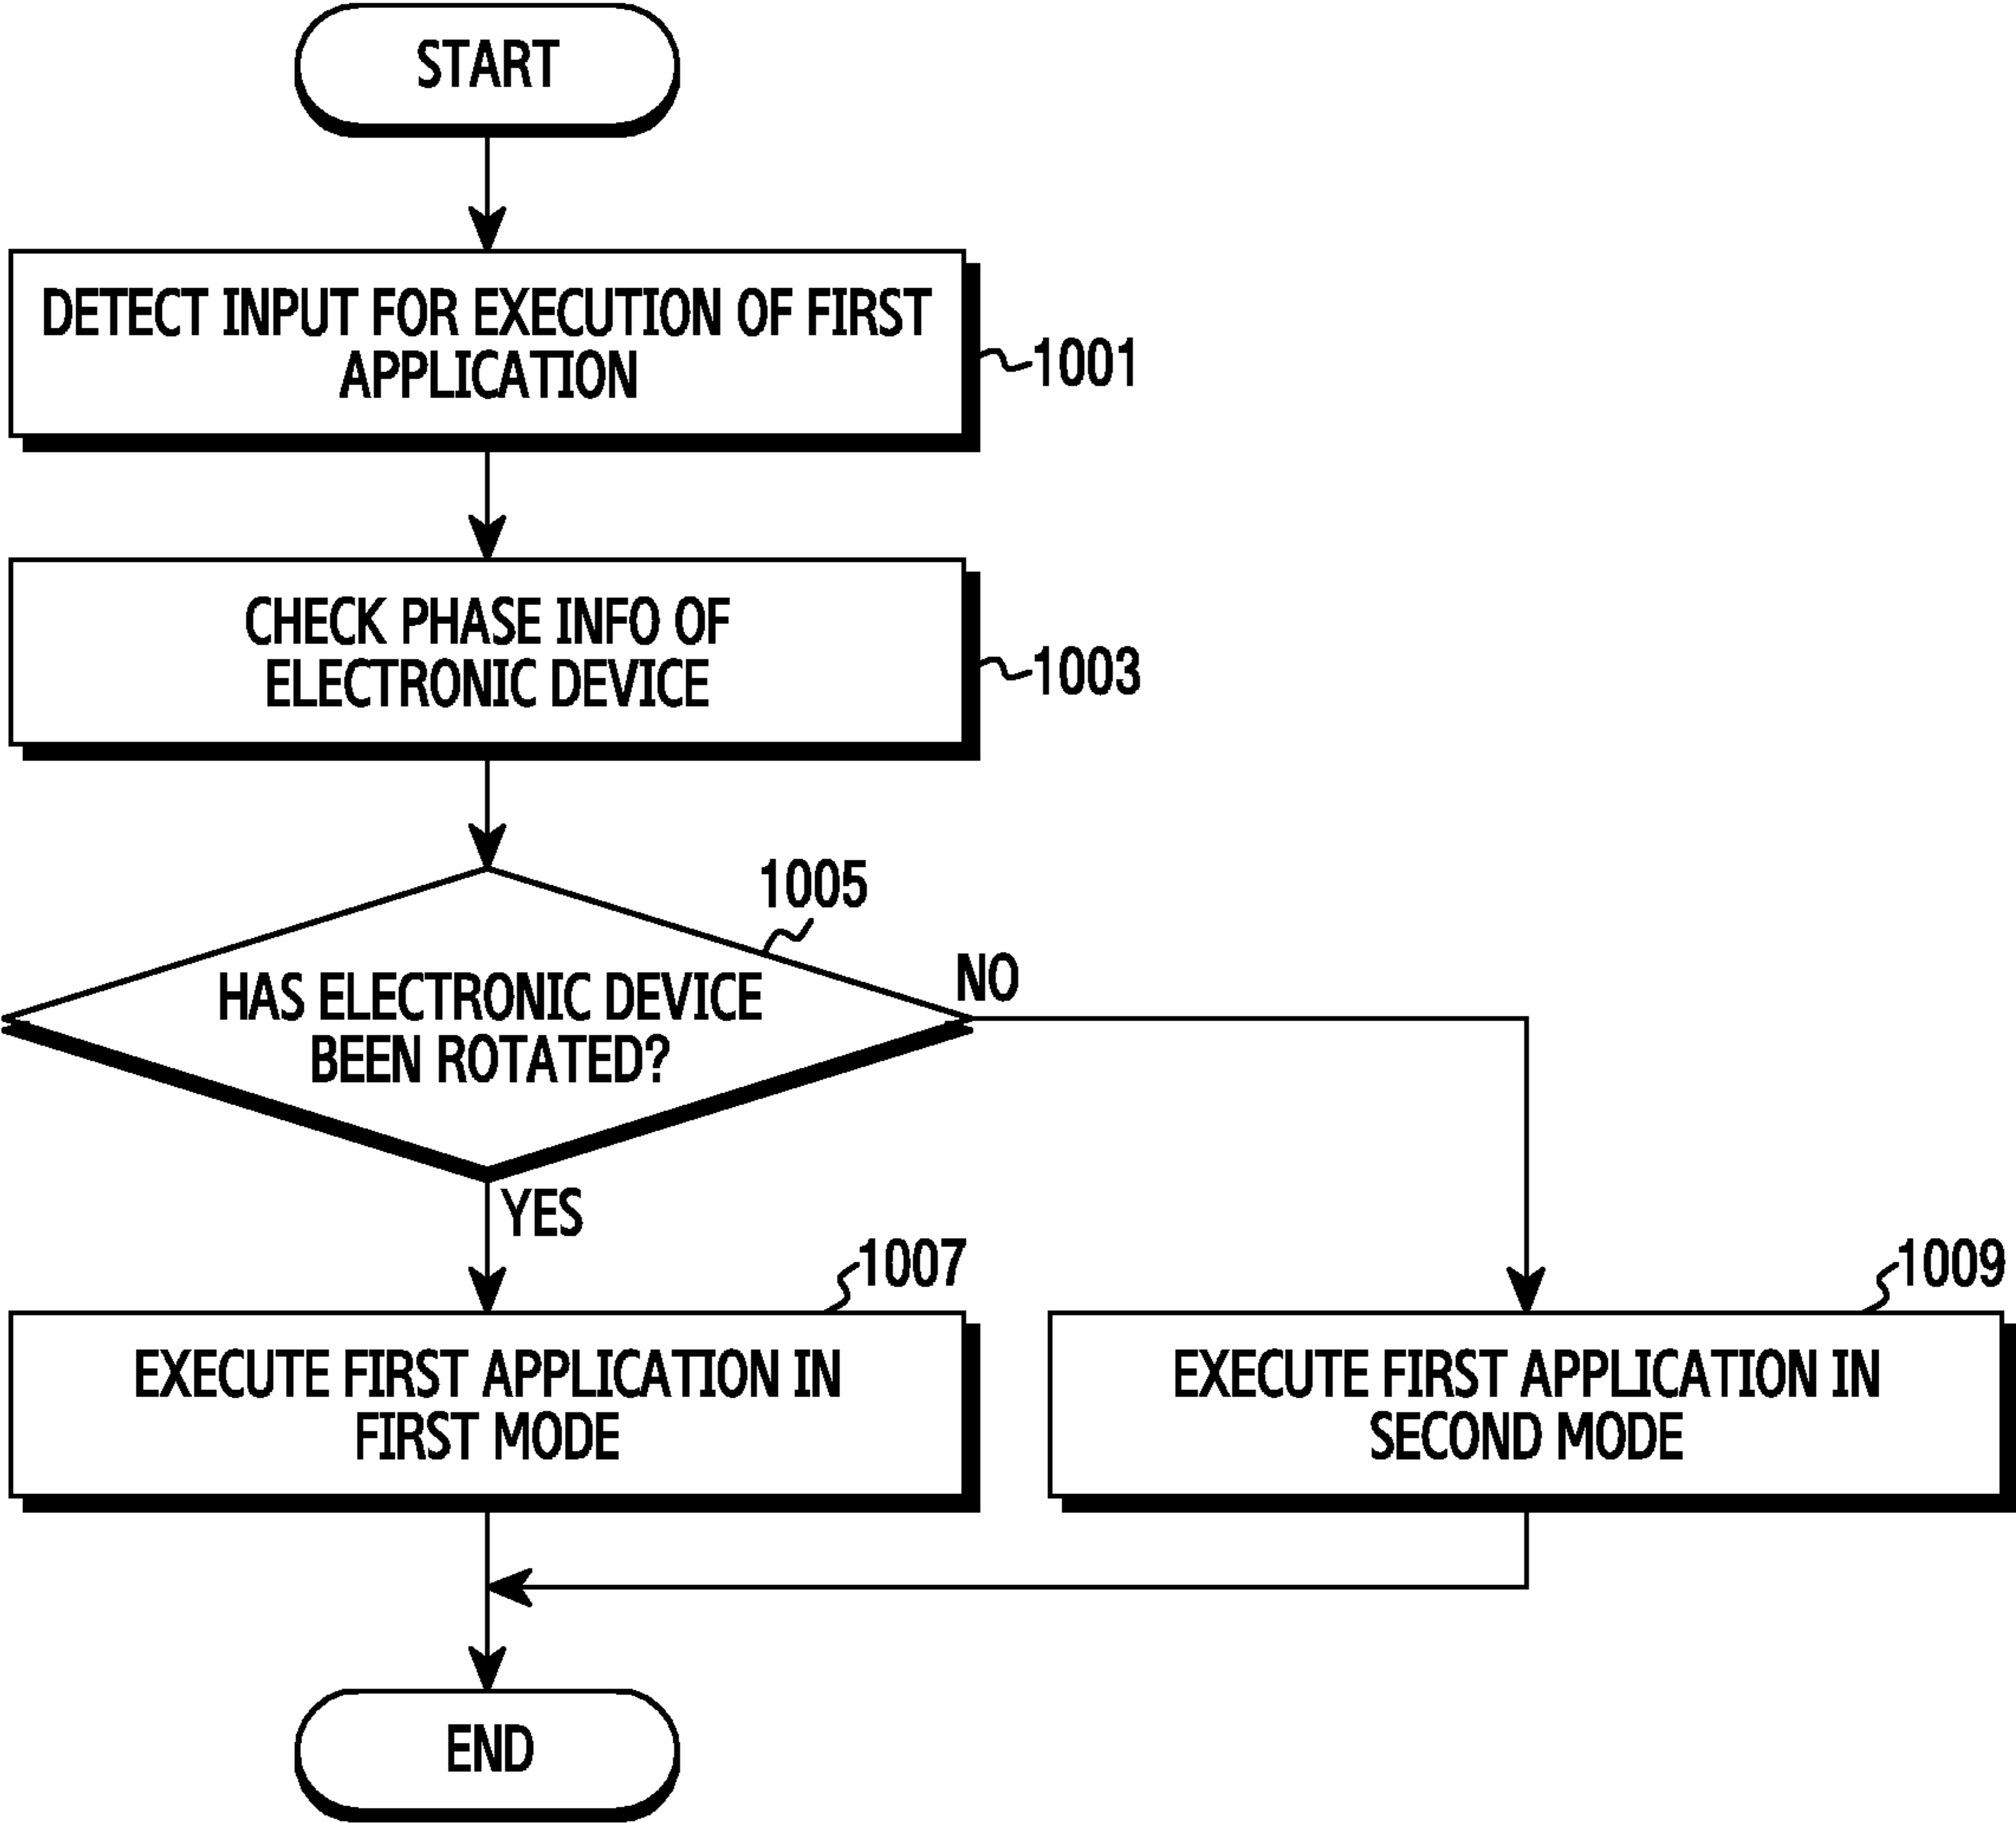 START
DETECT INPUT FOR EXECUTION OF FIRST
APPLICATION
1001
CHECK PHASE INFO OF
ELECTRONIC DEVICE
1003
1005
HAS ELECTRONIC DEVICE
BEEN ROTATED?
NO
YES
1007
EXECUTE FIRST APPLICATION IN
FIRST MODE
1009
EXECUTE FIRST APPLICATION IN
SECOND MODE
END